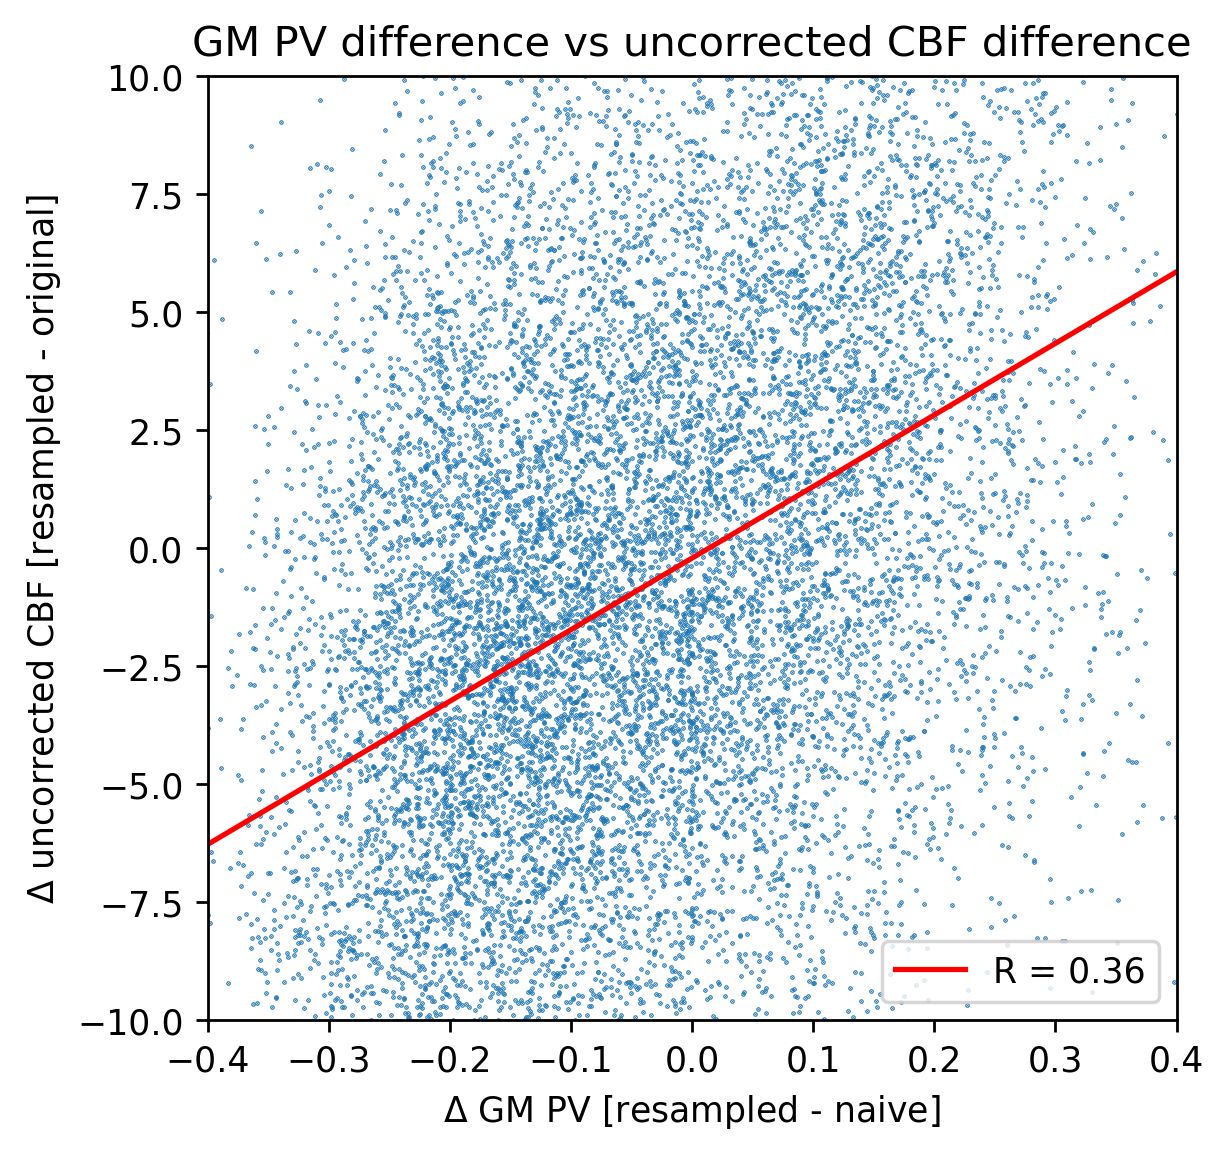 GM PV difference vs uncorrected CBF difference
10.0
7.5
5.0
2.5
0.0
−2.5
−5.0
−7.5
−10.0
Δ uncorrected CBF [resampled - original]
R = 0.36
−0.4 −0.3 −0.2 −0.1 0.0 0.1 0.2 0.3 0.4
Δ GM PV [resampled - naive]